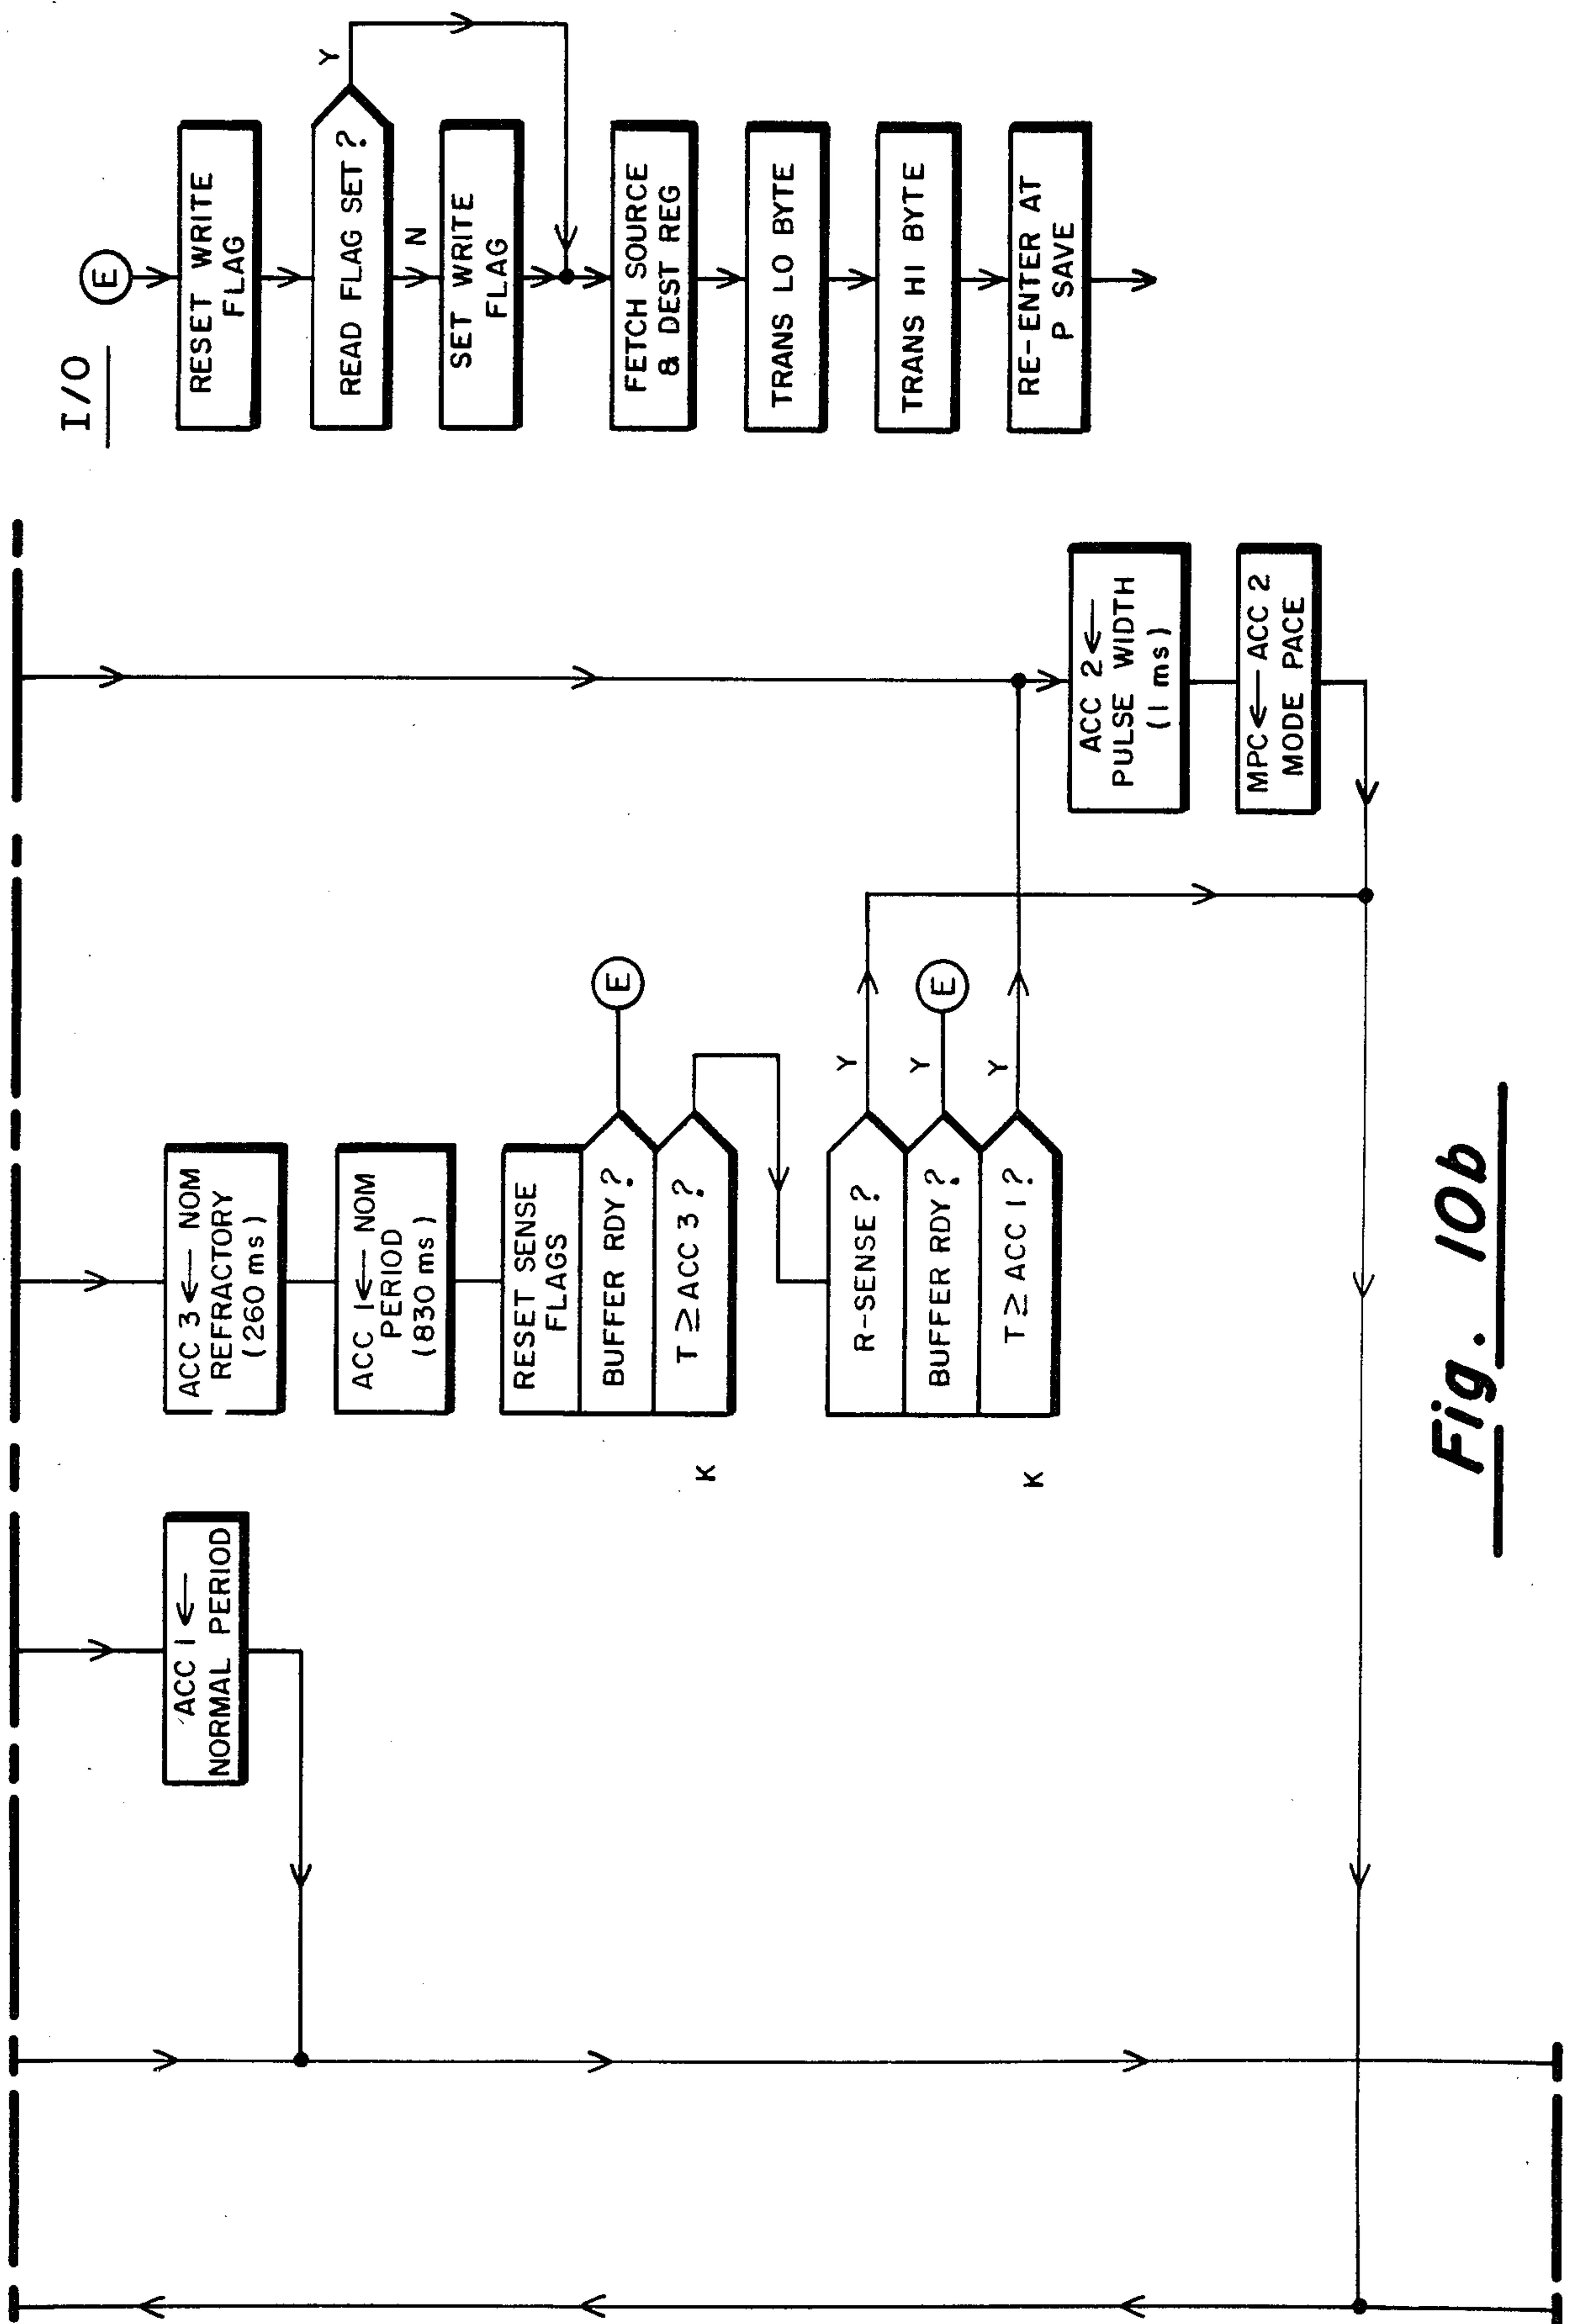 I/O
E
RESET WRITE
FLAG
READ FLAG SET?
Y
N
SET WRITE
FLAG
FETCH SOURCE
& DEST REG
TRANS LO BYTE
TRANS HI BYTE
RE-ENTER AT
P SAVE
ACC 1←
NORMAL PERIOD
ACC 3← NOM
REFRACTORY
(260 ms)
ACC 1← NOM
PERIOD
(830 ms)
RESET SENSE
FLAGS
BUFFER RDY?
E
T ≥ ACC 3?
K
R-SENSE?
Y
BUFFER RDY?
Y
E
T ≥ ACC 1?
Y
K
ACC 2←
PULSE WIDTH
(1 ms)
MPC← ACC 2
MODE PACE
Fig. 10b